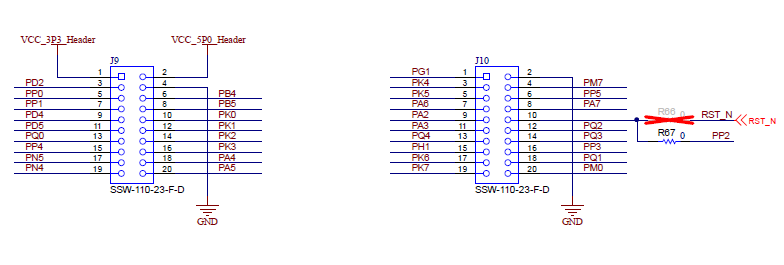 VCC_3P3_Header VCC_5P0_Header
J9
1 2
PD2 3 4
PP0 5 6 PB4
PP1 7 8 PB5
PD4 9 10 PK0
PD5 11 12 PK1
PQ0 13 14 PK2
PP4 15 16 PK3
PN5 17 18 PA4
PN4 19 20 PA5
SSW-110-23-F-D
GND
J10
PG1 1 2
PK4 3 4 PM7
PK5 5 6 PP5
PA6 7 8 PA7
PA2 9 10
PA3 11 12 PQ2
PQ4 13 14 PQ3
PH1 15 16 PP3
PK6 17 18 PQ1
PK7 19 20 PM0
SSW-110-23-F-D
GND
R66 0 RST_N RST_N
R67 0 PP2